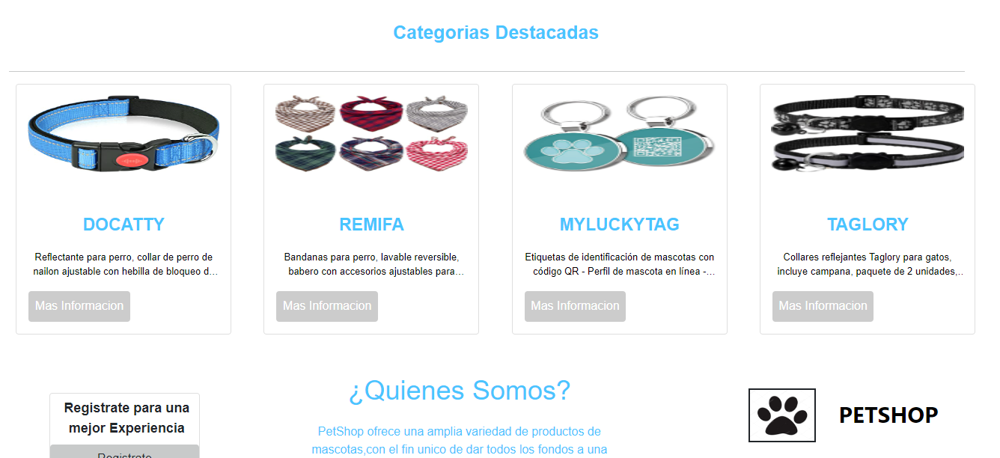 Categorias Destacadas
DOCATTY
Reflectante para perro, collar de perro de
nailon ajustable con hebilla de bloqueo d...
Mas Informacion
REMIFA
Bandanas para perro, lavable reversible,
babero con accesorios ajustables para...
Mas Informacion
MYLUCKYTAG
Etiquetas de identificación de mascotas con
código QR - Perfil de mascota en línea -...
Mas Informacion
TAGLORY
Collares reflejantes Taglory para gatos,
incluye campana, paquete de 2 unidades,..
Mas Informacion
Registrate para una
mejor Experiencia
Registrate
¿Quienes Somos?
PetShop ofrece una amplia variedad de productos de
mascotas,con el fin unico de dar todos los fondos a una
PETSHOP